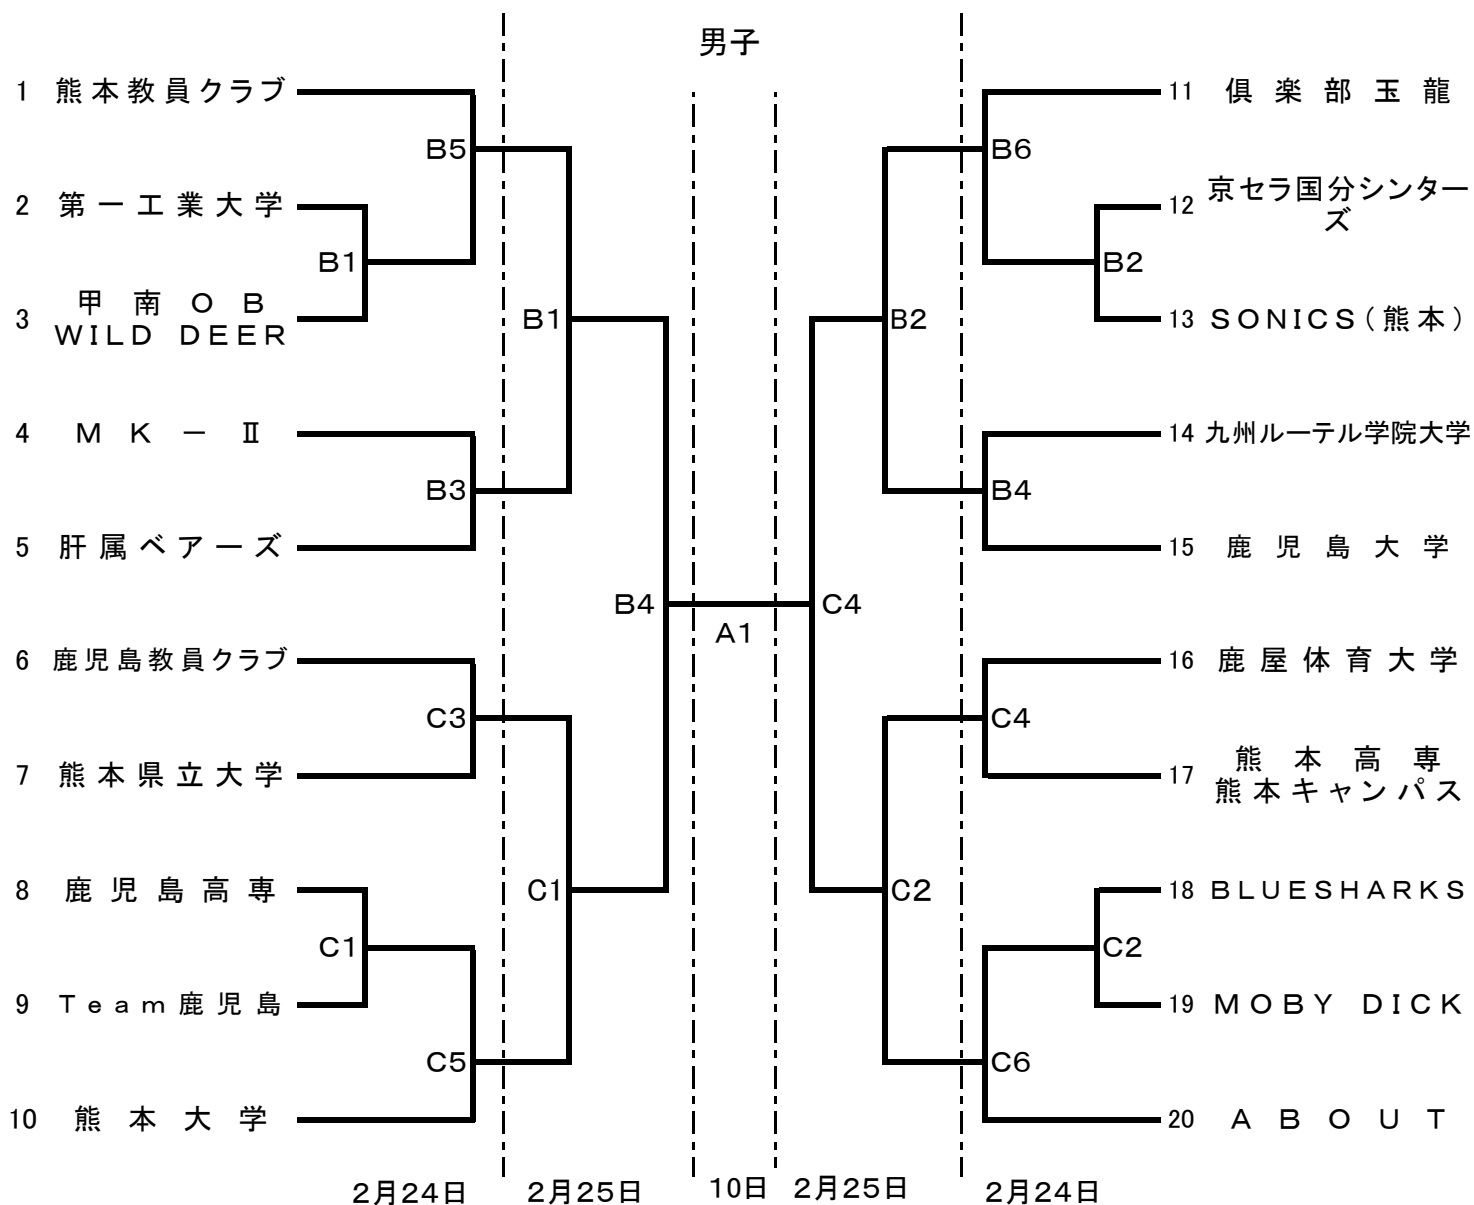 男子
1 熊本教員クラブ
B5
2 第一工業大学
B1
3 甲南OB
WILD DEER
B1
4 MK－Ⅱ
B3
5 肝属ベアーズ
B4
6 鹿児島教員クラブ
C3
7 熊本県立大学
C1
8 鹿児島高専
C1
9 Team鹿児島
C5
10 熊本大学
A1
11 倶楽部玉龍
B6
12 京セラ国分シンター
ズ
B2
13 SONICS(熊本)
B2
14 九州ルーテル学院大学
B4
15 鹿児島大学
C4
16 鹿屋体育大学
C4
17 熊本高専
熊本キャンパス
C2
18 BLUESHARKS
C2
19 MOBY DICK
C6
20 ABOUT
2月24日
2月25日
10日
2月25日
2月24日